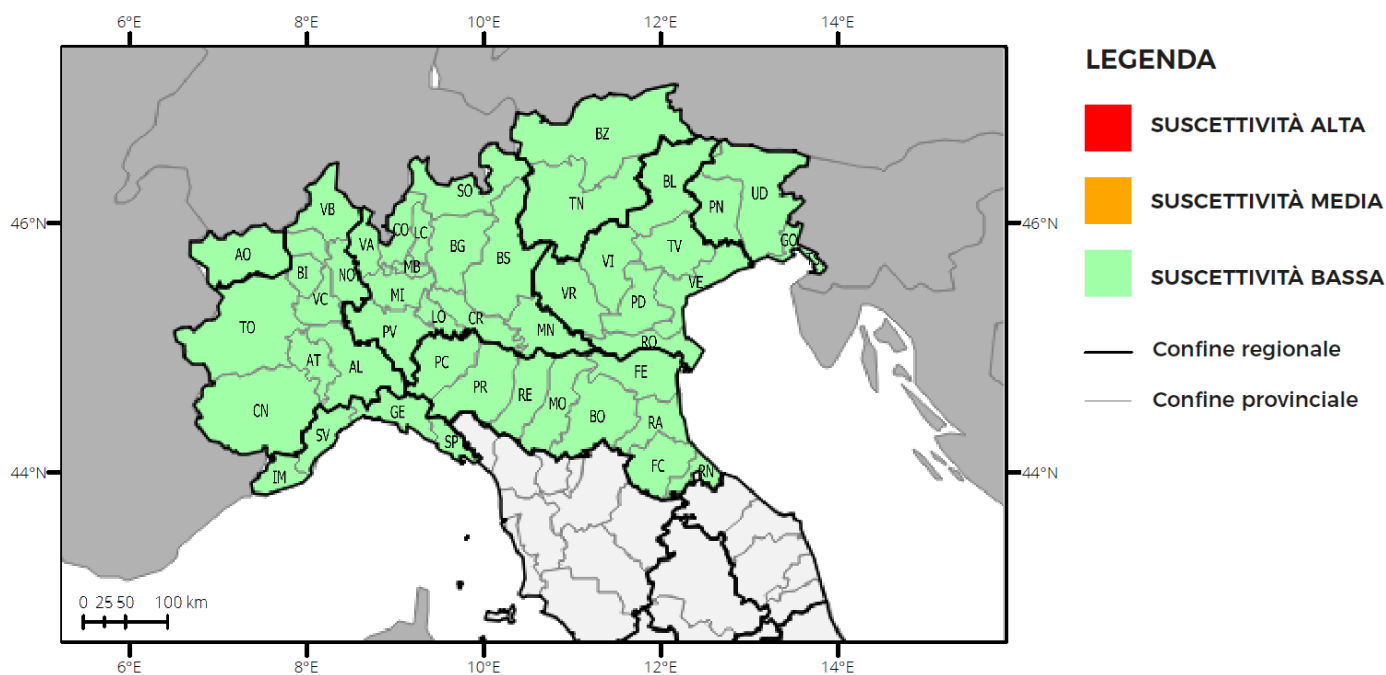 6°E 8°E 10°E 12°E 14°E
LEGENDA
SUSCETTIVITÀ ALTA
SUSCETTIVITÀ MEDIA
SUSCETTIVITÀ BASSA
Confine regionale
Confine provinciale
46°N 46°N
44°N 44°N
BZ
SO
BL
UD
VB
TN
PN
CO
LC
VA
BG
TV
GO
AO
BS
VI
MB
BI
NO
VE
MI
VR
PD
VC
LO
CR
MN
TO
PV
RO
AT
AL
PC
FE
PR
RE
MO
CN
GE
BO
RA
SV
SP
FC
RN
IM
0 25 50 100 km
6°E 8°E 10°E 12°E 14°E